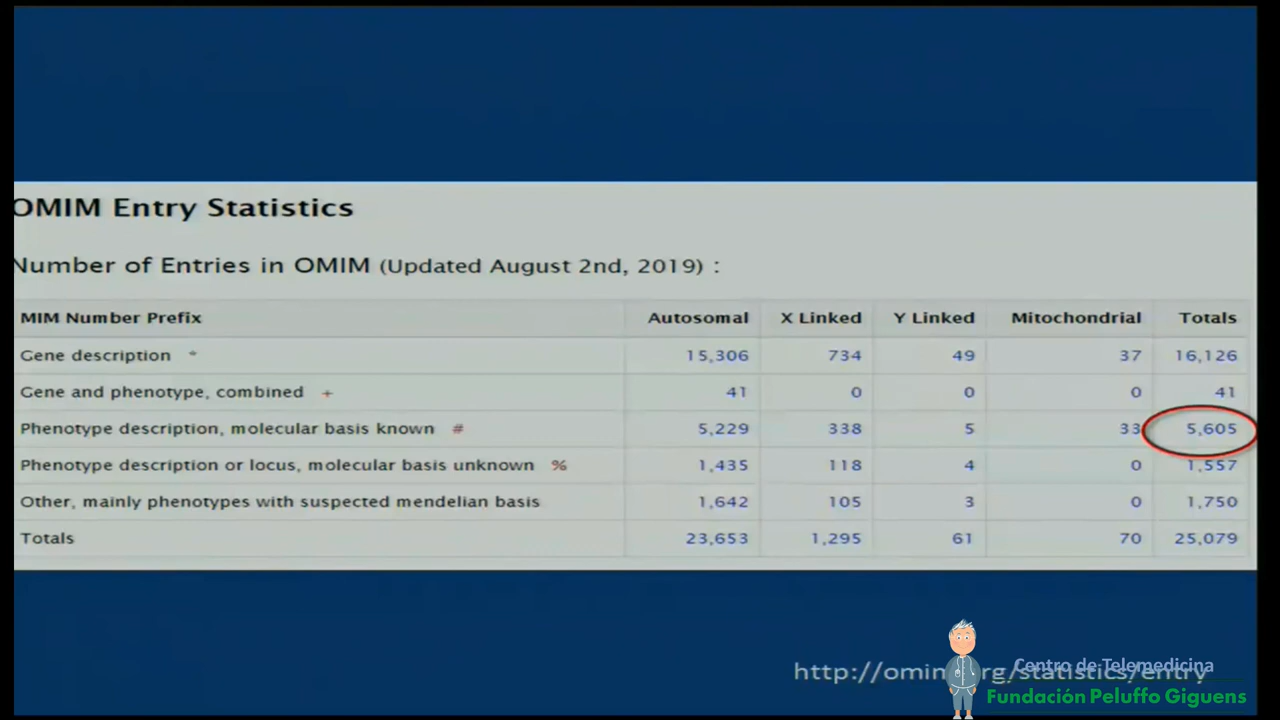 OMIM Entry Statistics
Number of Entries in OMIM (Updated August 2nd, 2019) :
MIM Number Prefix Autosomal X Linked Y Linked Mitochondrial Totals
Gene description * 15,306 734 49 37 16,126
Gene and phenotype, combined + 41 0 0 0 41
Phenotype description, molecular basis known # 5,229 338 5 33 5,605
Phenotype description or locus, molecular basis unknown % 1,435 118 4 0 1,557
Other, mainly phenotypes with suspected mendelian basis 1,642 105 3 0 1,750
Totals 23,653 1,295 61 70 25,079
Centro de Telemedicina
Fundación Peluffo Giguens